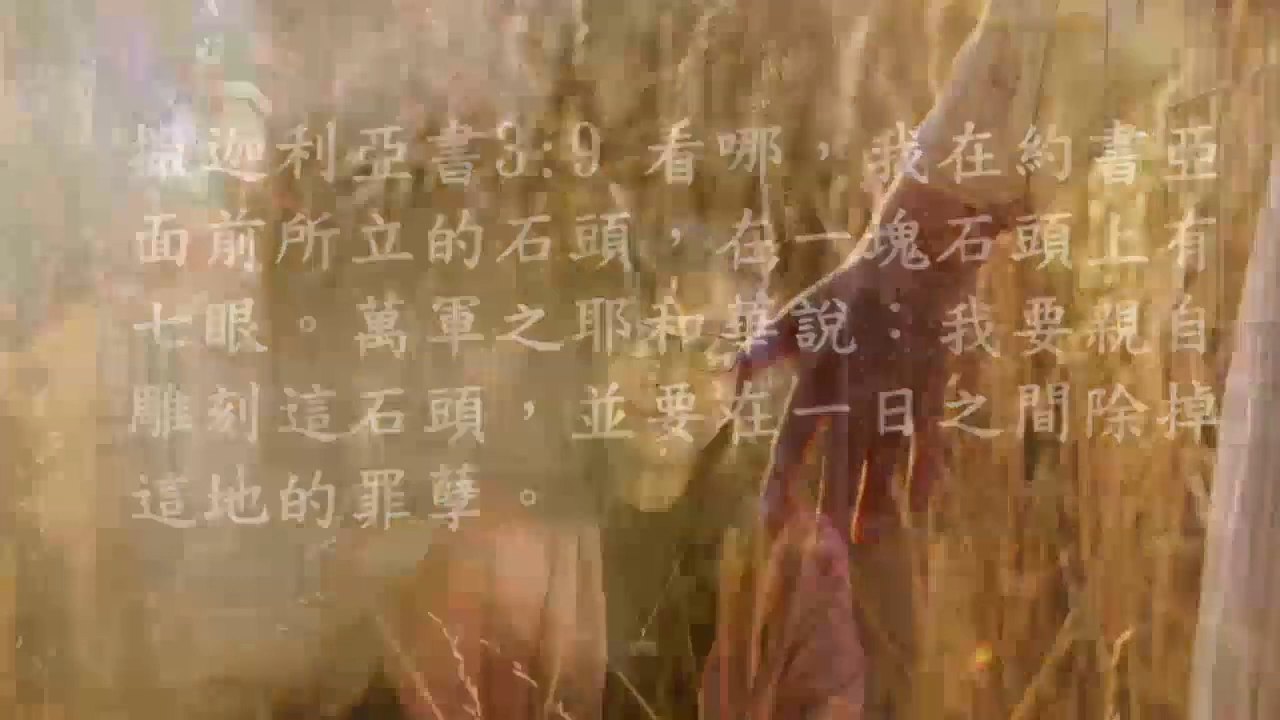 撒迦利亞書3:9 看哪，我在約書亞
面前所立的石頭，在一塊石頭上有
七眼。萬軍之耶和華說：我要親自
雕刻這石頭，並要在一日之間除掉
這地的罪孽。